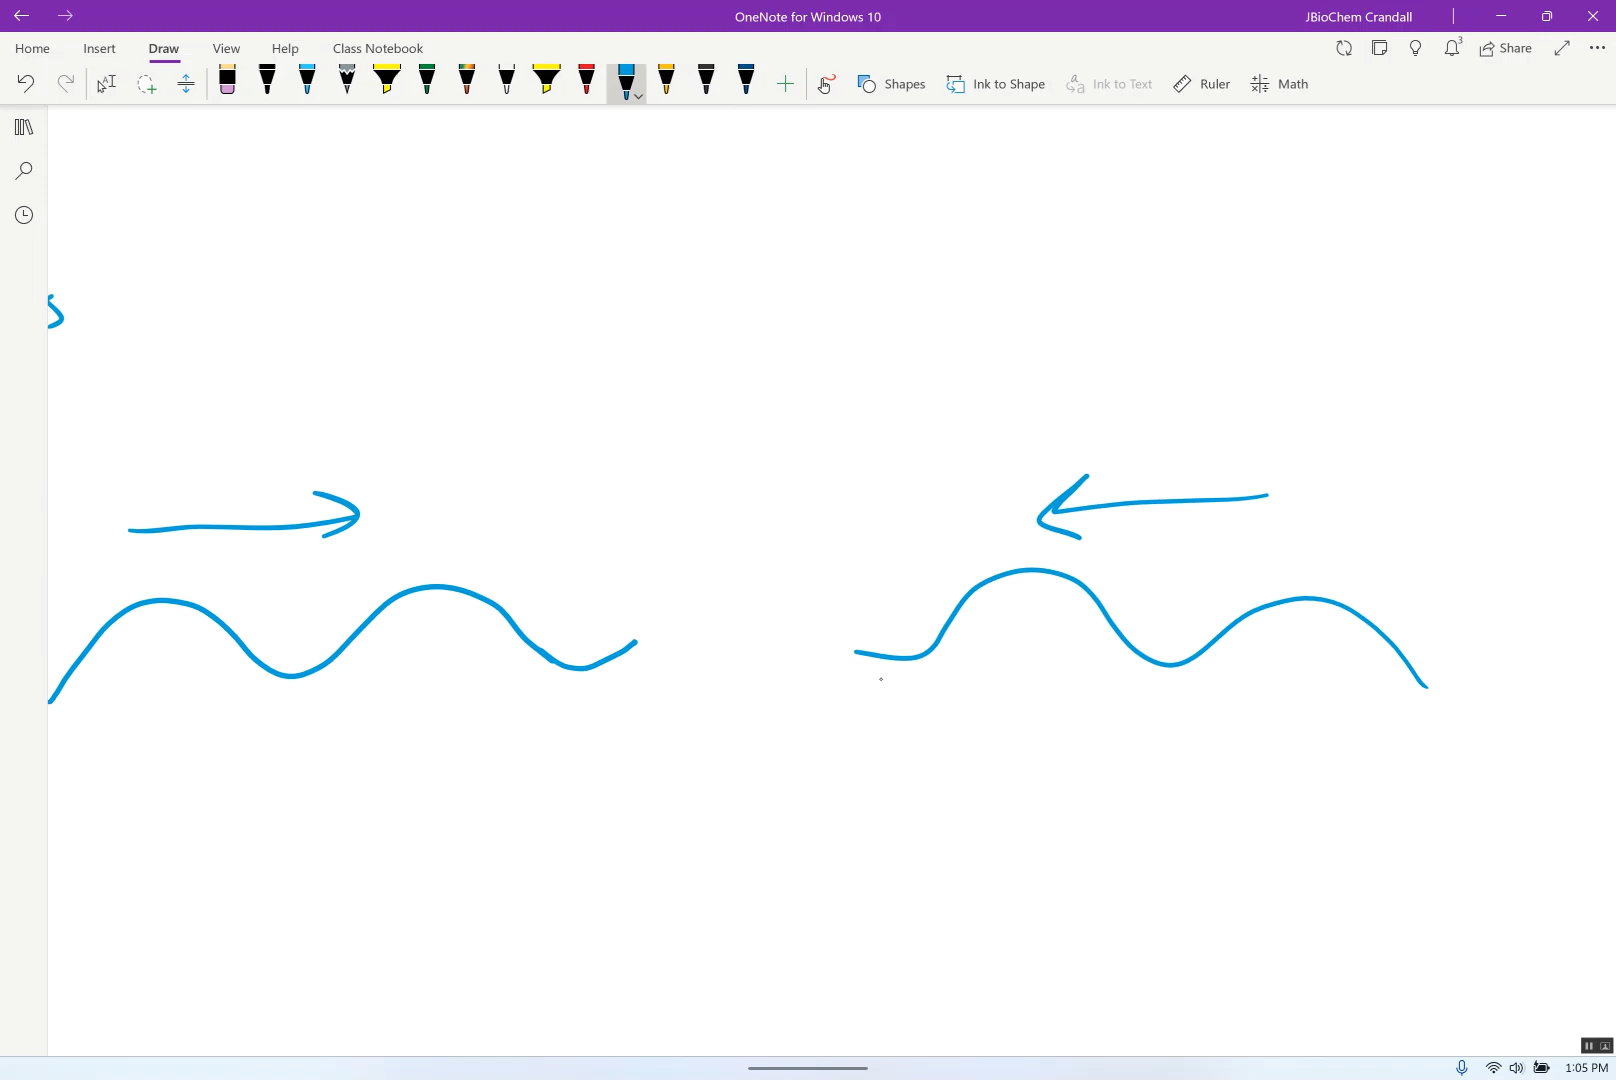 OneNote for Windows 10
JBioChem Crandall
Home Insert Draw View Help Class Notebook
3
Share
Shapes Ink to Shape Ink to Text Ruler Math
1:05 PM